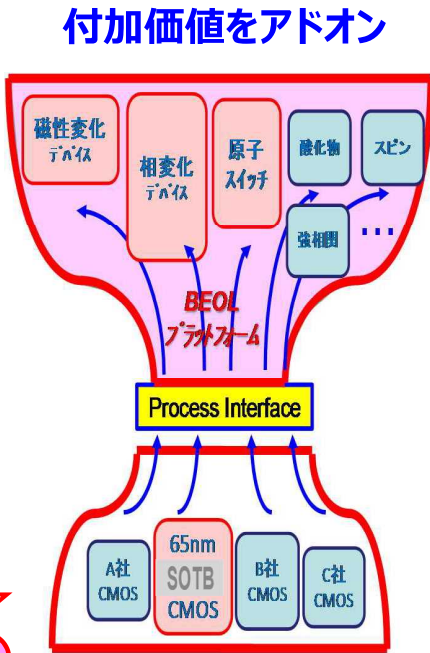 付加価値をアドオン
磁性変化
デバイス
相変化
デバイス
原子
スイッチ
酸化物
スピン
強相関
・・・
BEOL
プラットフォーム
Process Interface
A社
CMOS
65nm
SOTB
CMOS
B社
CMOS
C社
CMOS